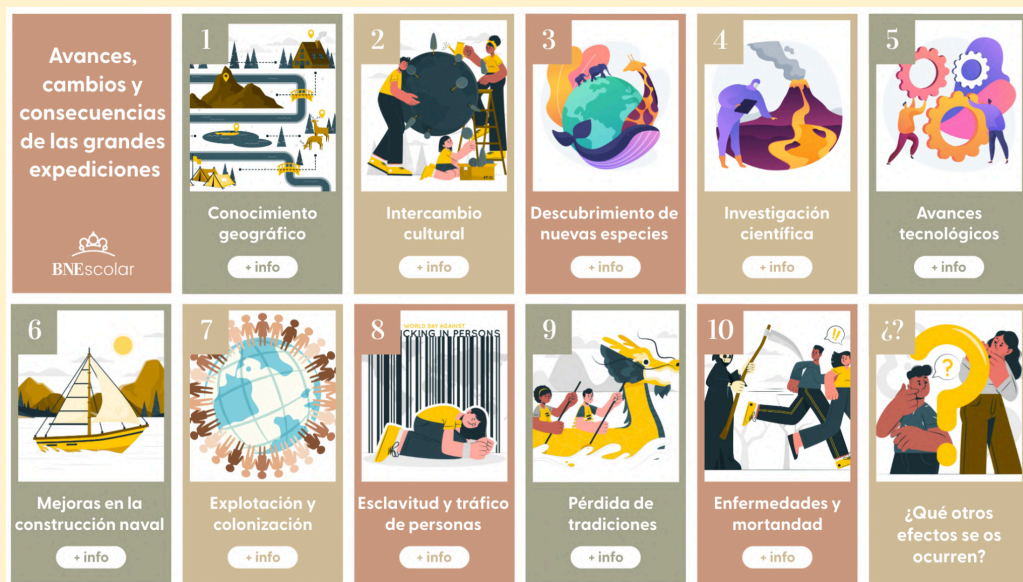 Avances,
cambios y
consecuencias
de las grandes
expediciones
BNEscolar
1
Conocimiento
geográfico
+ info
2
Intercambio
cultural
+ info
3
Descubrimiento de
nuevas especies
+ info
4
Investigación
científica
+ info
5
Avances
tecnológicos
+ info
6
Mejoras en la
construcción naval
+ info
7
Explotación y
colonización
+ info
8
WORLD DAY AGAINST
CKING IN PERSONS
Esclavitud y tráfico
de personas
+ info
9
Pérdida de
tradiciones
+ info
10
!!
Enfermedades y
mortandad
+ info
¿?
?
¿Qué otros
efectos se os
ocurren?